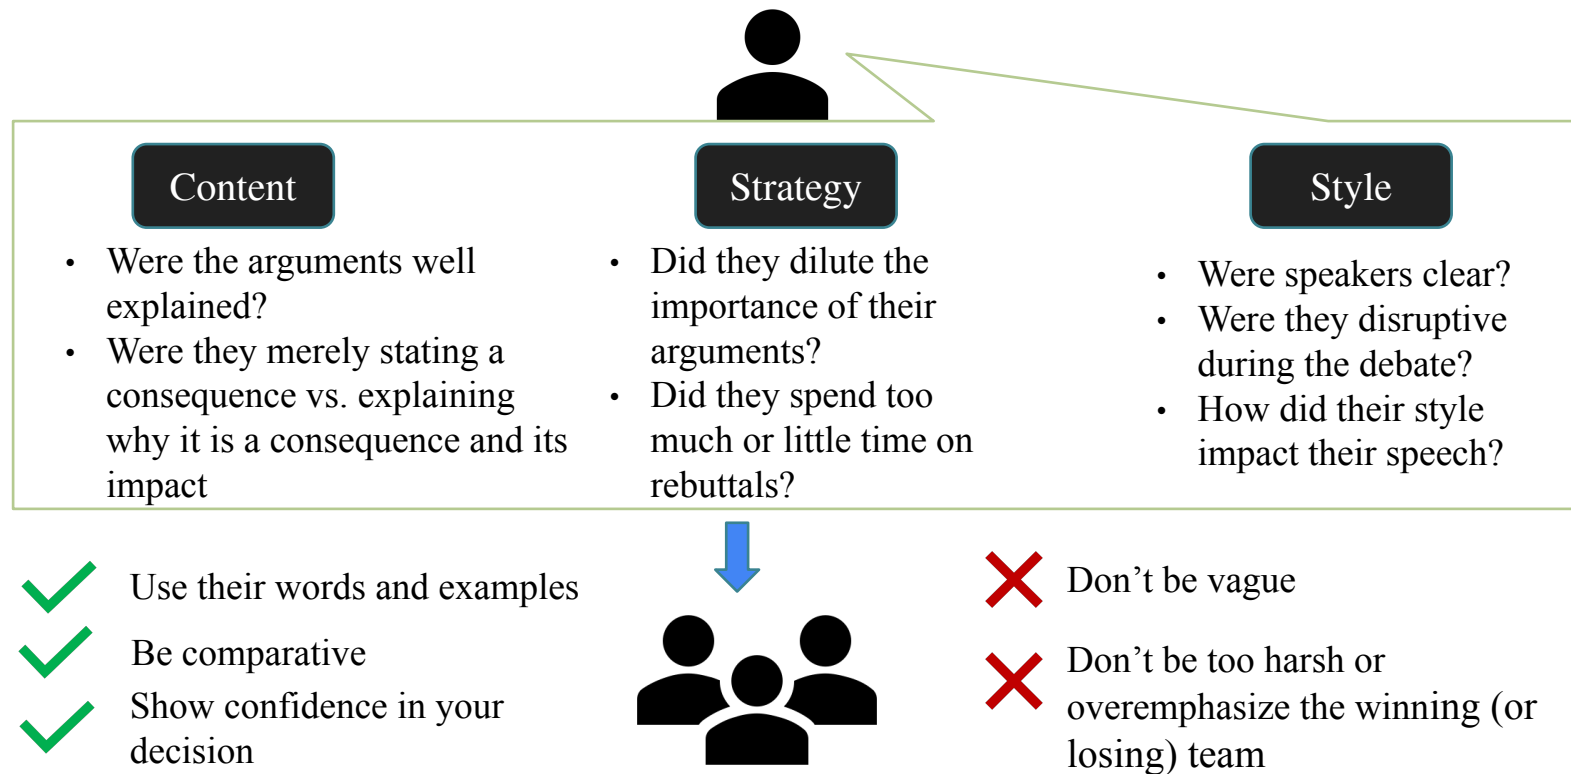 Content
• Were the arguments well
explained?
• Were they merely stating a
consequence vs. explaining
why it is a consequence and its
impact
Strategy
• Did they dilute the
importance of their
arguments?
• Did they spend too
much or little time on
rebuttals?
Style
• Were speakers clear?
• Were they disruptive
during the debate?
• How did their style
impact their speech?
Use their words and examples
Be comparative
Show confidence in your
decision
Don’t be vague
Don’t be too harsh or
overemphasize the winning (or
losing) team